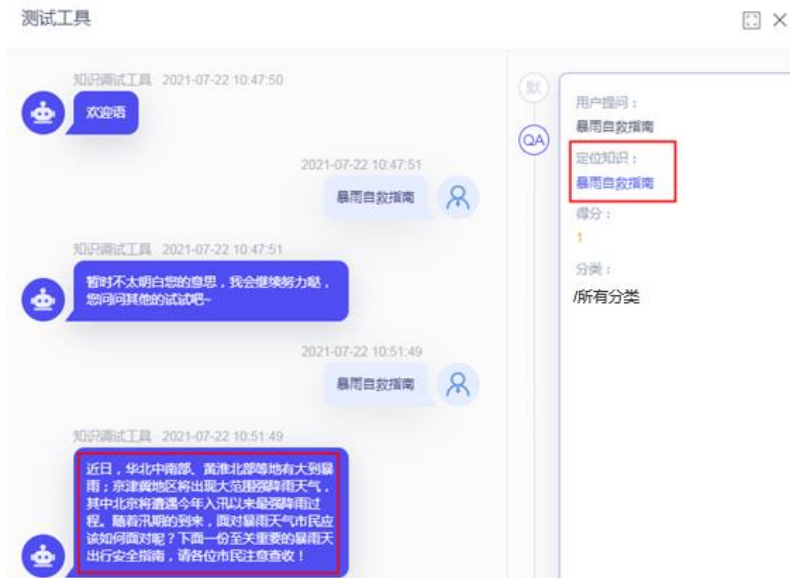 测试工具
知识调试工具 2021-07-22 10:47:50
欢迎语
2021-07-22 10:47:51
暴雨自救指南
知识调试工具 2021-07-22 10:47:51
暂时不太明白您的意思，我会继续努力哒，
您问问其他的试试吧~
2021-07-22 10:51:49
暴雨自救指南
知识调试工具 2021-07-22 10:51:49
近日，华北中南部、黄淮北部等地有大到暴
雨；京津冀地区将出现大范围强降雨天气，
其中北京将遭遇今年入汛以来最强降雨过
程。随着汛期的到来，面对暴雨天气市民应
该如何面对呢？下面一份至关重要的暴雨天
出行安全指南，请各位市民注意查收！
默
QA
用户提问：
暴雨自救指南
定位知识：
暴雨自救指南
得分：
1
分类：
/所有分类